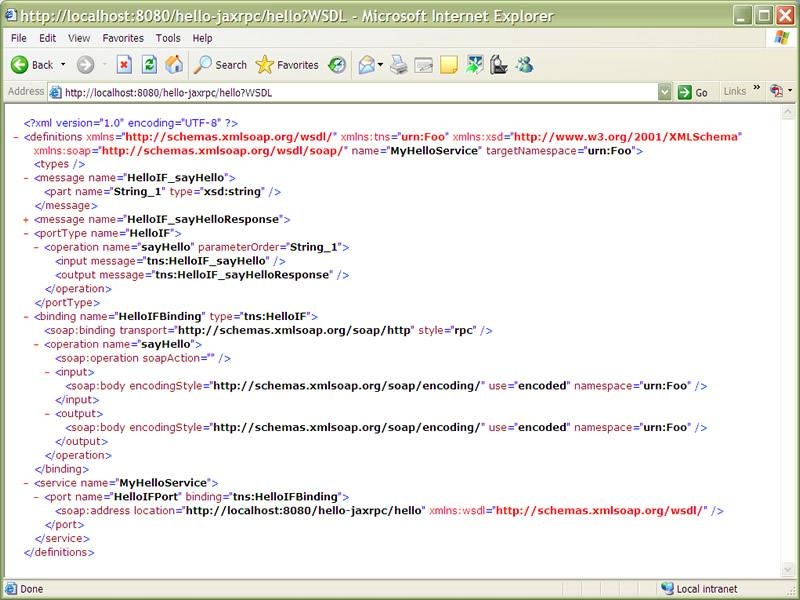 http://localhost:8080/hello-jaxrpc/hello?WSDL - Microsoft Internet Explorer
File Edit View Favorites Tools Help
Back Search Favorites
Address http://localhost:8080/hello-jaxrpc/hello?WSDL Go Links »
<?xml version="1.0" encoding="UTF-8" ?>
- <definitions xmlns="http://schemas.xmlsoap.org/wsdl/" xmlns:tns="urn:Foo" xmlns:xsd="http://www.w3.org/2001/XMLSchema"
xmlns:soap="http://schemas.xmlsoap.org/wsdl/soap/" name="MyHelloService" targetNamespace="urn:Foo">
<types />
- <message name="HelloIF_sayHello">
<part name="String_1" type="xsd:string" />
</message>
+ <message name="HelloIF_sayHelloResponse">
- <portType name="HelloIF">
- <operation name="sayHello" parameterOrder="String_1">
<input message="tns:HelloIF_sayHello" />
<output message="tns:HelloIF_sayHelloResponse" />
</operation>
</portType>
- <binding name="HelloIFBinding" type="tns:HelloIF">
<soap:binding transport="http://schemas.xmlsoap.org/soap/http" style="rpc" />
- <operation name="sayHello">
<soap:operation soapAction="" />
- <input>
<soap:body encodingStyle="http://schemas.xmlsoap.org/soap/encoding/" use="encoded" namespace="urn:Foo" />
</input>
- <output>
<soap:body encodingStyle="http://schemas.xmlsoap.org/soap/encoding/" use="encoded" namespace="urn:Foo" />
</output>
</operation>
</binding>
- <service name="MyHelloService">
- <port name="HelloIFPort" binding="tns:HelloIFBinding">
<soap:address location="http://localhost:8080/hello-jaxrpc/hello" xmlns:wsdl="http://schemas.xmlsoap.org/wsdl/" />
</port>
</service>
</definitions>
Done Local intranet